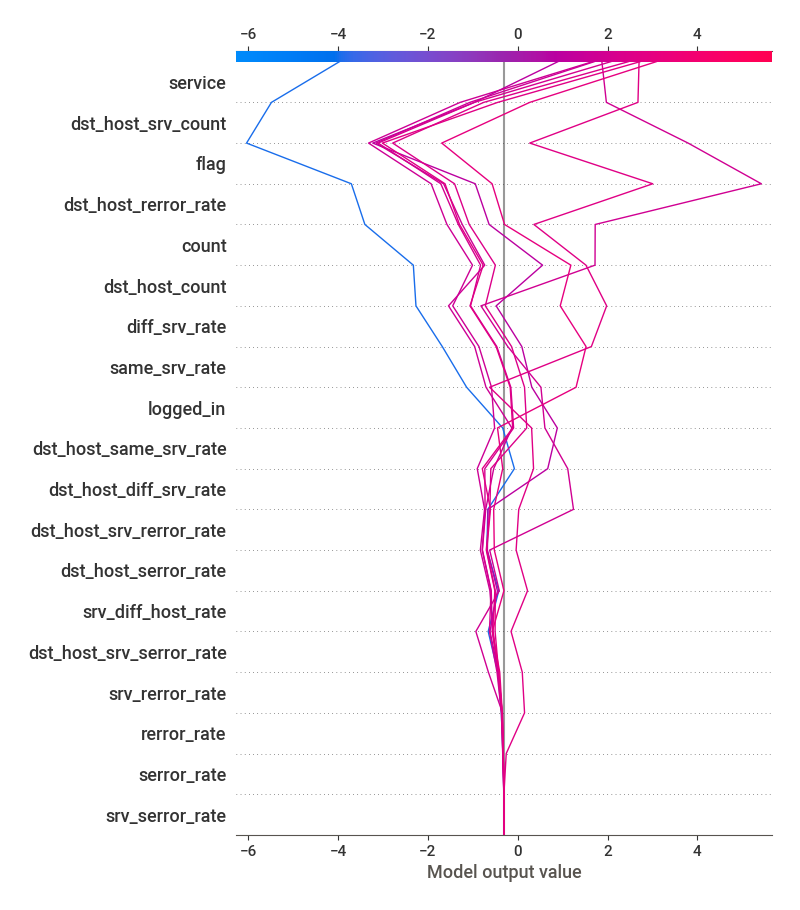 −6 −4 −2 0 2 4
service
dst_host_srv_count
flag
dst_host_rerror_rate
count
dst_host_count
diff_srv_rate
same_srv_rate
logged_in
dst_host_same_srv_rate
dst_host_diff_srv_rate
dst_host_srv_rerror_rate
dst_host_serror_rate
srv_diff_host_rate
dst_host_srv_serror_rate
srv_rerror_rate
rerror_rate
serror_rate
srv_serror_rate
−6 −4 −2 0 2 4
Model output value